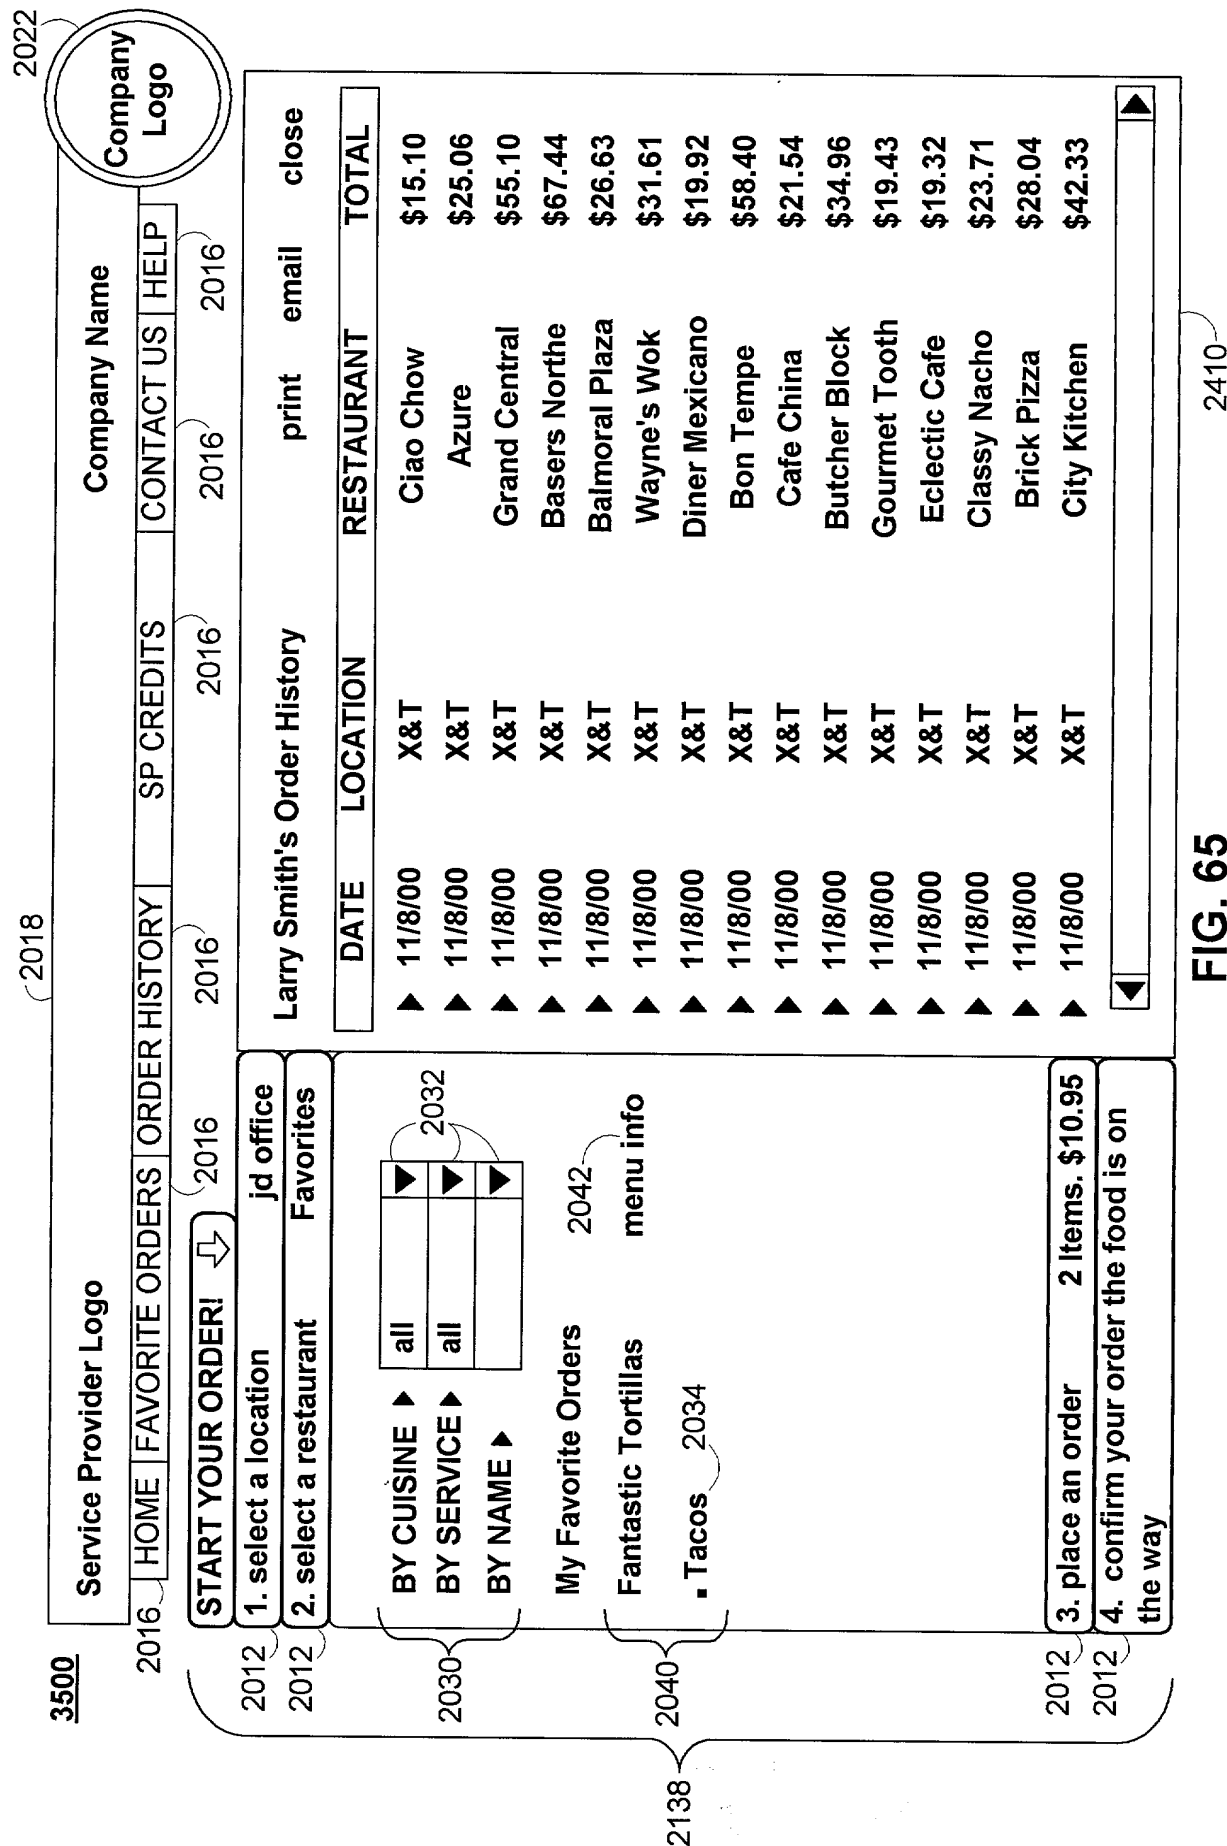 3500
2018
2022
Service Provider Logo
Company Name
Company Logo
2016 HOME FAVORITE ORDERS ORDER HISTORY SP CREDITS CONTACT US HELP
2016 2016 2016 2016 2016
START YOUR ORDER!
2012 1. select a location jd office
2012 2. select a restaurant Favorites
2030
BY CUISINE ▶ all ▼
BY SERVICE ▶ all ▼
BY NAME ▶ ▼
2032
My Favorite Orders
2042
2040
Fantastic Tortillas menu info
▪ Tacos 2034
2138
2012 3. place an order 2 Items. $10.95
2012 4. confirm your order the food is on
the way
Larry Smith's Order History print email close
DATE LOCATION RESTAURANT TOTAL
▶ 11/8/00 X&T Ciao Chow $15.10
▶ 11/8/00 X&T Azure $25.06
▶ 11/8/00 X&T Grand Central $55.10
▶ 11/8/00 X&T Basers Northe $67.44
▶ 11/8/00 X&T Balmoral Plaza $26.63
▶ 11/8/00 X&T Wayne's Wok $31.61
▶ 11/8/00 X&T Diner Mexicano $19.92
▶ 11/8/00 X&T Bon Tempe $58.40
▶ 11/8/00 X&T Cafe China $21.54
▶ 11/8/00 X&T Butcher Block $34.96
▶ 11/8/00 X&T Gourmet Tooth $19.43
▶ 11/8/00 X&T Eclectic Cafe $19.32
▶ 11/8/00 X&T Classy Nacho $23.71
▶ 11/8/00 X&T Brick Pizza $28.04
▶ 11/8/00 X&T City Kitchen $42.33
2410
FIG. 65